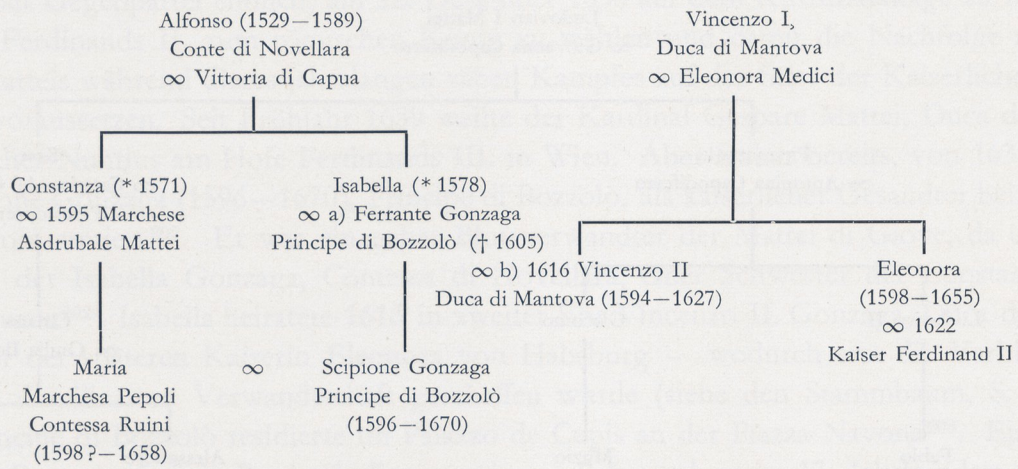 Alfonso (1529—1589)
Conte di Novellara
∞ Vittoria di Capua
Vincenzo I.
Duca di Mantova
∞ Eleonora Medici
Constanza (* 1571)
∞ 1595 Marchese
Asdrubale Mattei
Isabella (* 1578)
∞ a) Ferrante Gonzaga
Principe di Bozzolò († 1605)
∞ b) 1616 Vincenzo II
Duca di Mantova (1594—1627)
Eleonora
(1598—1655)
∞ 1622
Kaiser Ferdinand II
Maria
Marchesa Pepoli
Contessa Ruini
(1598?—1658)
∞
Scipione Gonzaga
Principe di Bozzolò
(1596—1670)